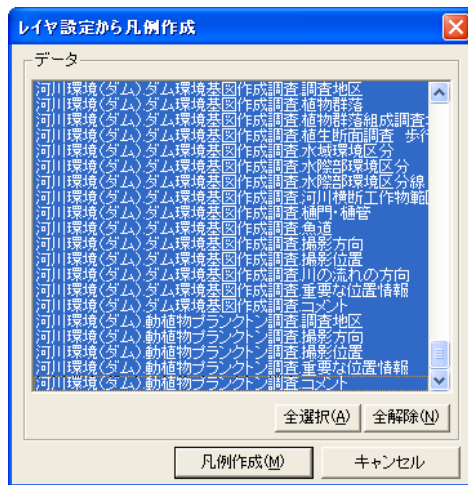 レイヤ設定から凡例作成
データ
河川環境(ダム).ダム環境基図作成調査.調査地区
河川環境(ダム).ダム環境基図作成調査.植物群落
河川環境(ダム).ダム環境基図作成調査.植物群落組成調査
河川環境(ダム).ダム環境基図作成調査.植生断面調査 歩行
河川環境(ダム).ダム環境基図作成調査.水域環境区分
河川環境(ダム).ダム環境基図作成調査.水際部環境区分
河川環境(ダム).ダム環境基図作成調査.水際部環境区分線
河川環境(ダム).ダム環境基図作成調査.河川横断工作物範囲
河川環境(ダム).ダム環境基図作成調査.樋門・樋管
河川環境(ダム).ダム環境基図作成調査.魚道
河川環境(ダム).ダム環境基図作成調査.撮影方向
河川環境(ダム).ダム環境基図作成調査.撮影位置
河川環境(ダム).ダム環境基図作成調査.川の流れの方向
河川環境(ダム).ダム環境基図作成調査.重要な位置情報
河川環境(ダム).ダム環境基図作成調査.コメント
河川環境(ダム).動植物プランクトン調査.調査地区
河川環境(ダム).動植物プランクトン調査.撮影方向
河川環境(ダム).動植物プランクトン調査.撮影位置
河川環境(ダム).動植物プランクトン調査.重要な位置情報
河川環境(ダム).動植物プランクトン調査.コメント
全選択(A) 全解除(N)
凡例作成(M) キャンセル